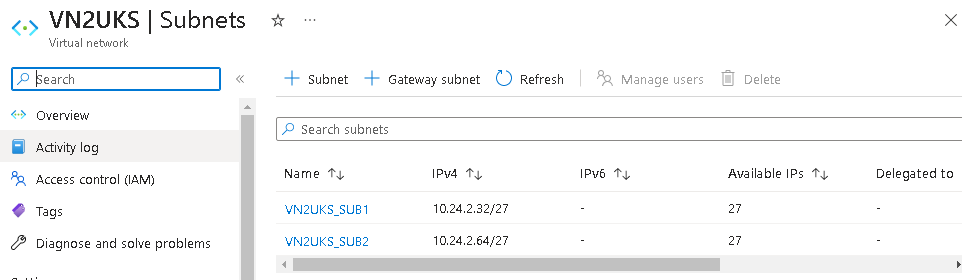 VN2UKS | Subnets
Virtual network
Search
Subnet
Gateway subnet
Refresh
Manage users
Delete
Overview
Activity log
Access control (IAM)
Tags
Diagnose and solve problems
Search subnets
Name IPv4 IPv6 Available IPs Delegated to
VN2UKS_SUB1 10.24.2.32/27 - 27 -
VN2UKS_SUB2 10.24.2.64/27 - 27 -